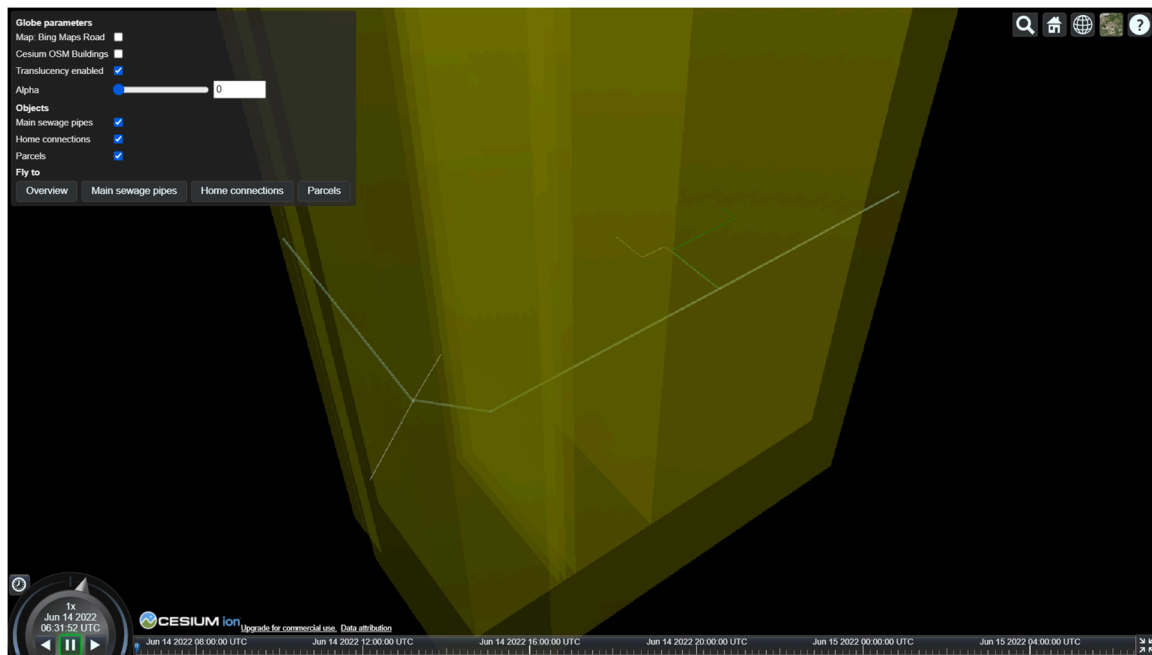 Globe parameters
Map: Bing Maps Road
Cesium OSM Buildings
Translucency enabled
Alpha 0
Objects
Main sewage pipes
Home connections
Parcels
Fly to
Overview Main sewage pipes Home connections Parcels
?
1x
Jun 14 2022
06:31:52 UTC
CESIUM ion Upgrade for commercial use. Data attribution
Jun 14 2022 08:00:00 UTC Jun 14 2022 12:00:00 UTC Jun 14 2022 16:00:00 UTC Jun 14 2022 20:00:00 UTC Jun 15 2022 00:00:00 UTC Jun 15 2022 04:00:00 UTC